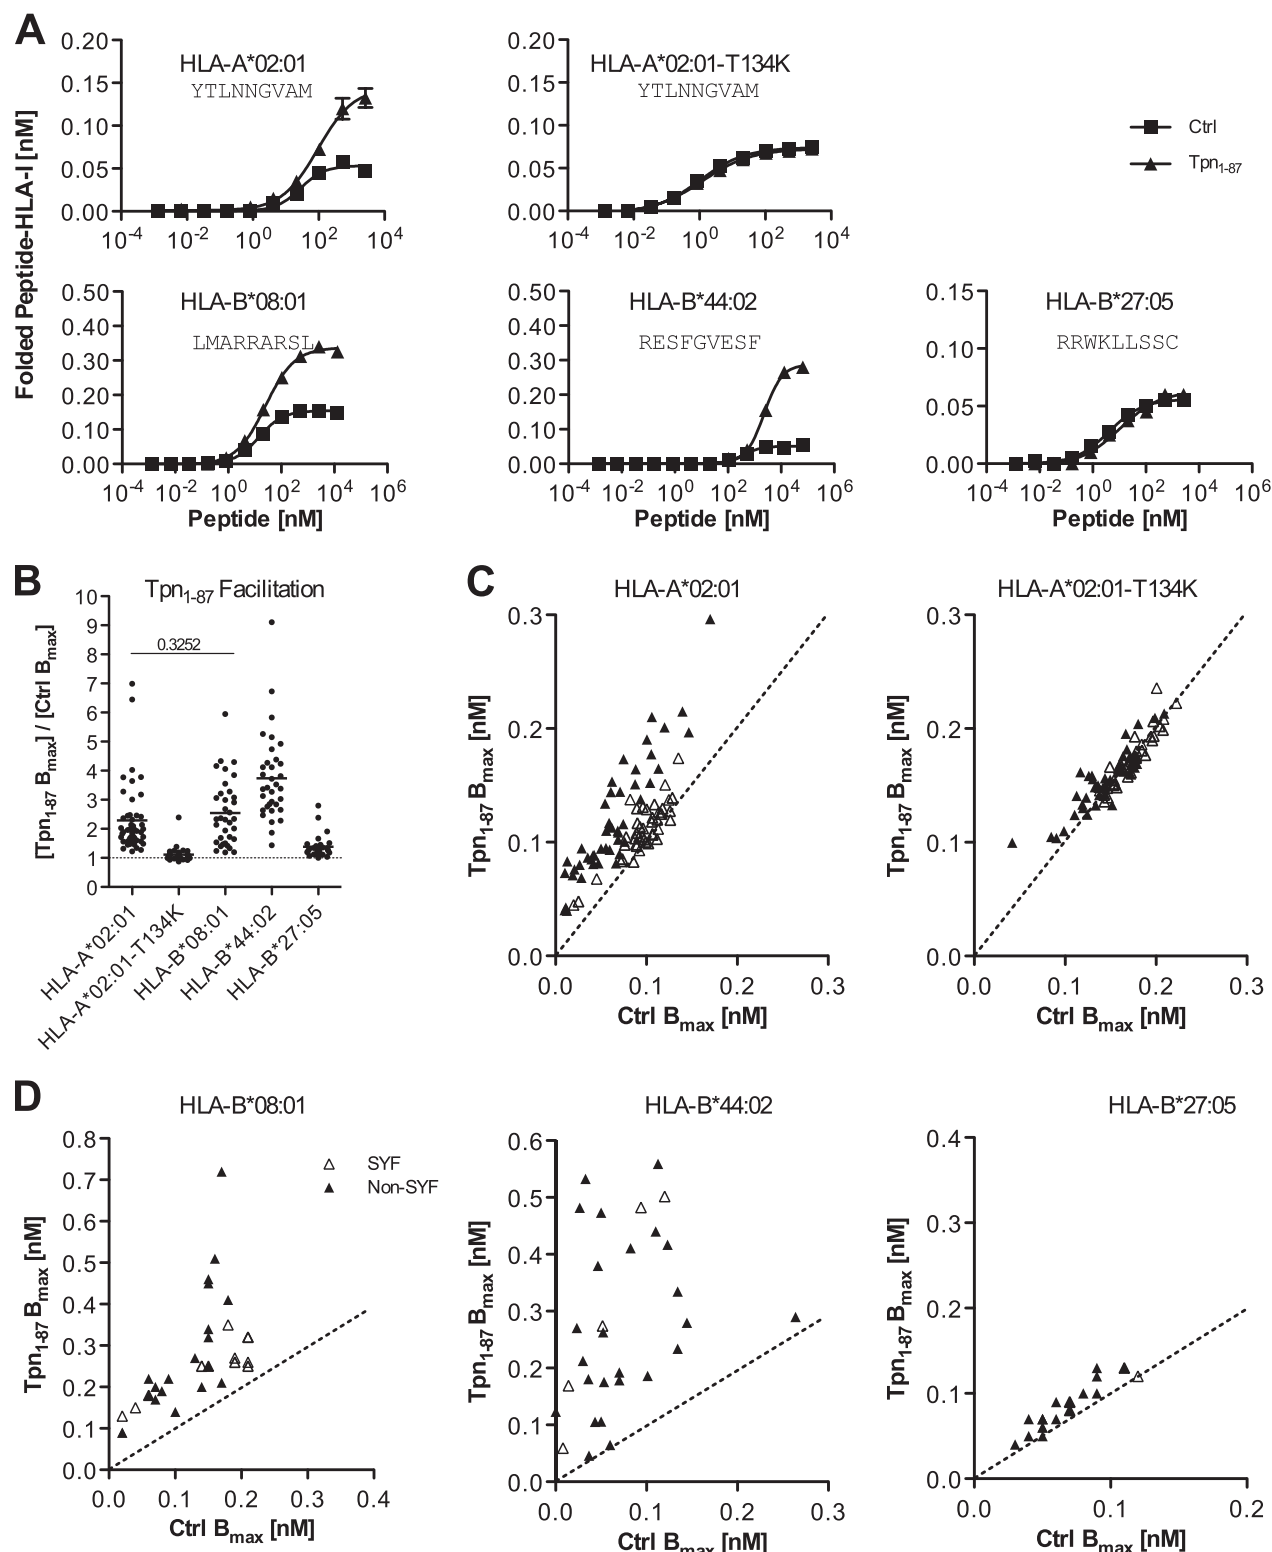 A
HLA-A*02:01
YTLNNGVAM
0.20
0.15
0.10
0.05
0.00
10-4 10-2 100 102 104
HLA-A*02:01-T134K
YTLNNGVAM
0.20
0.15
0.10
0.05
0.00
10-4 10-2 100 102 104
Ctrl
Tpn1-87
Folded Peptide-HLA-I [nM]
HLA-B*08:01
LMARRARSL
0.50
0.40
0.30
0.20
0.10
0.00
10-4 10-2 100 102 104 106
Peptide [nM]
HLA-B*44:02
RESFGVESF
0.50
0.40
0.30
0.20
0.10
0.00
10-4 10-2 100 102 104 106
Peptide [nM]
HLA-B*27:05
RRWKLLSSC
0.15
0.10
0.05
0.00
10-4 10-2 100 102 104 106
Peptide [nM]
B
Tpn1-87 Facilitation
[Tpn1-87 Bmax] / [Ctrl Bmax]
10
9
8
7
6
5
4
3
2
1
0
0.3252
HLA-A*02:01
HLA-A*02:01-T134K
HLA-B*08:01
HLA-B*44:02
HLA-B*27:05
C
HLA-A*02:01
Tpn1-87 Bmax [nM]
0.3
0.2
0.1
0.0
0.0 0.1 0.2 0.3
Ctrl Bmax [nM]
HLA-A*02:01-T134K
Tpn1-87 Bmax [nM]
0.3
0.2
0.1
0.0
0.0 0.1 0.2 0.3
Ctrl Bmax [nM]
D
HLA-B*08:01
SYF
Non-SYF
Tpn1-87 Bmax [nM]
0.8
0.7
0.6
0.5
0.4
0.3
0.2
0.1
0.0
0.0 0.1 0.2 0.3 0.4
Ctrl Bmax [nM]
HLA-B*44:02
Tpn1-87 Bmax [nM]
0.6
0.5
0.4
0.3
0.2
0.1
0.0
0.0 0.1 0.2 0.3
Ctrl Bmax [nM]
HLA-B*27:05
Tpn1-87 Bmax [nM]
0.4
0.3
0.2
0.1
0.0
0.0 0.1 0.2
Ctrl Bmax [nM]